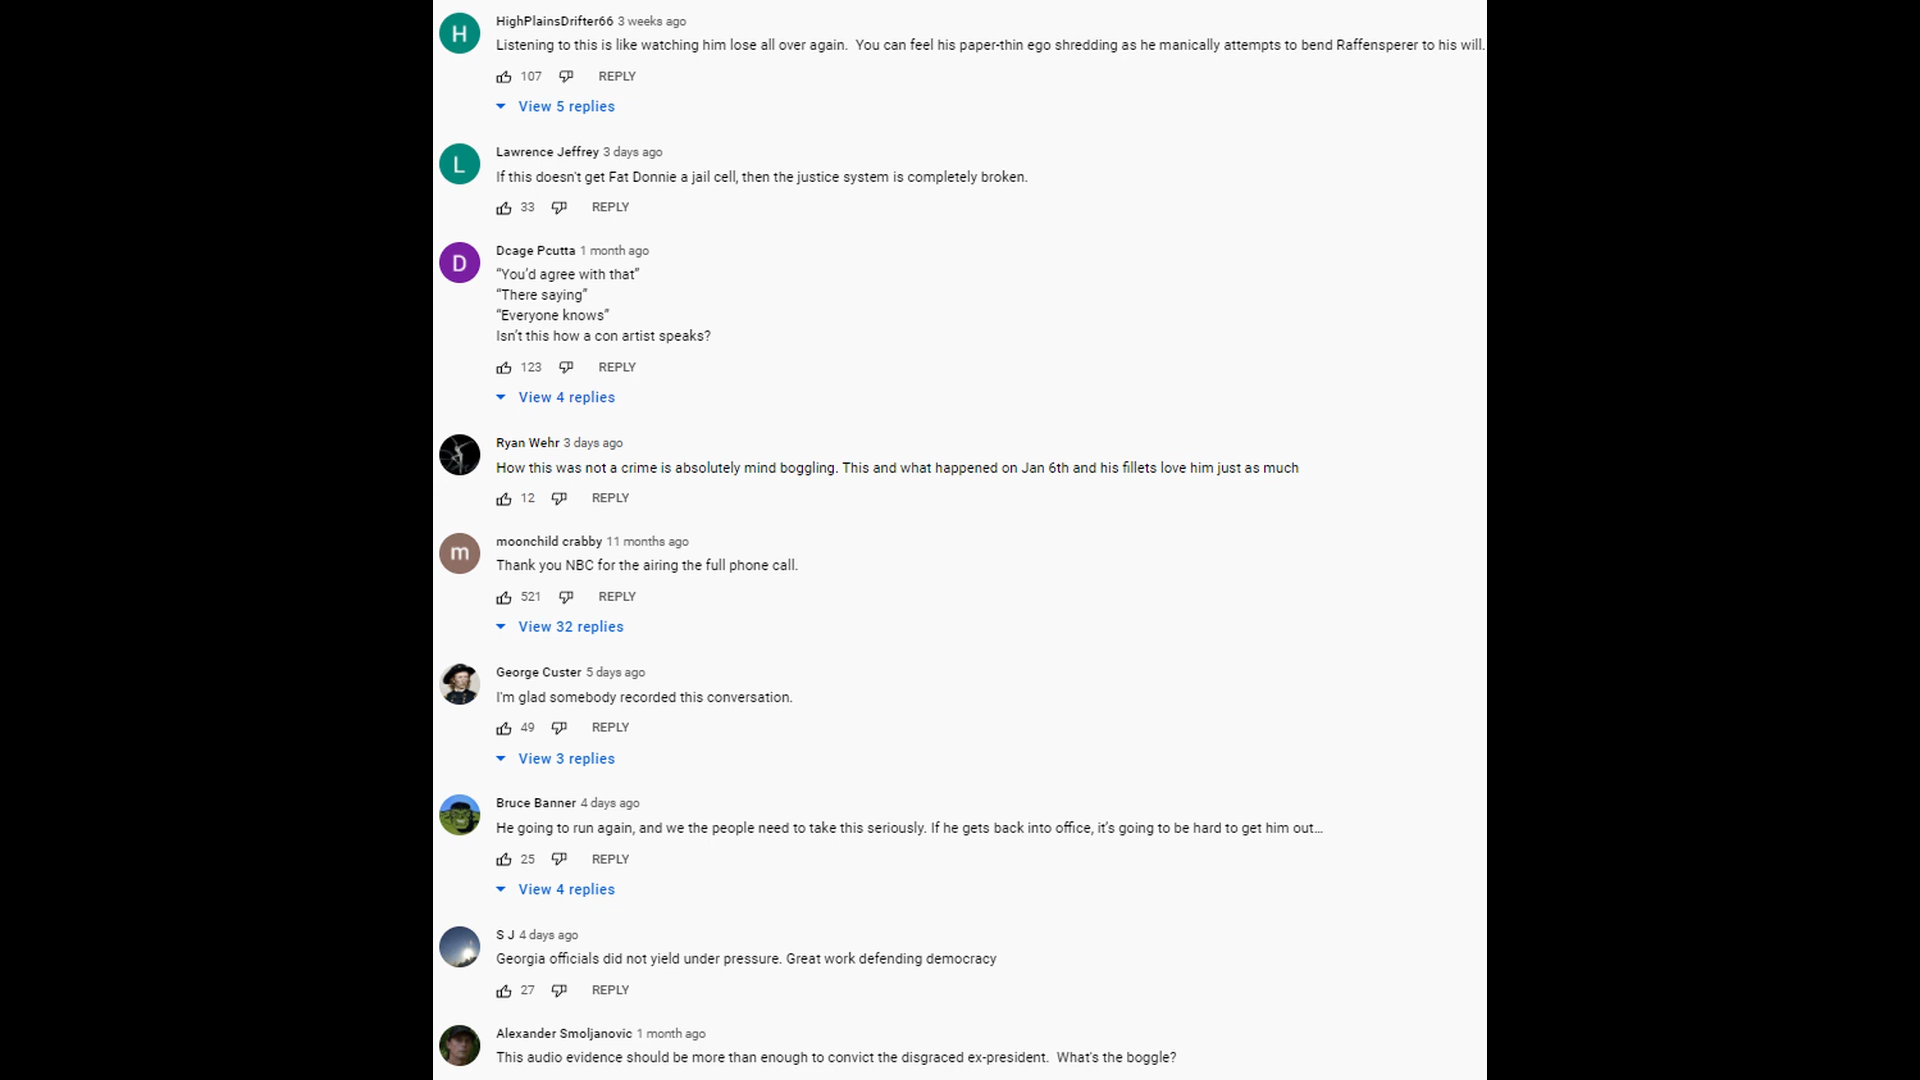 H
HighPlainsDrifter66 3 weeks ago
Listening to this is like watching him lose all over again.  You can feel his paper-thin ego shredding as he manically attempts to bend Raffensperer to his will.
107 REPLY
View 5 replies
L
Lawrence Jeffrey 3 days ago
If this doesn't get Fat Donnie a jail cell, then the justice system is completely broken.
33 REPLY
D
Dcage Pcutta 1 month ago
“You’d agree with that”
“There saying”
“Everyone knows”
Isn’t this how a con artist speaks?
123 REPLY
View 4 replies
Ryan Wehr 3 days ago
How this was not a crime is absolutely mind boggling. This and what happened on Jan 6th and his fillets love him just as much
12 REPLY
m
moonchild crabby 11 months ago
Thank you NBC for the airing the full phone call.
521 REPLY
View 32 replies
George Custer 5 days ago
I'm glad somebody recorded this conversation.
49 REPLY
View 3 replies
Bruce Banner 4 days ago
He going to run again, and we the people need to take this seriously. If he gets back into office, it’s going to be hard to get him out…
25 REPLY
View 4 replies
S J 4 days ago
Georgia officials did not yield under pressure. Great work defending democracy
27 REPLY
Alexander Smoljanovic 1 month ago
This audio evidence should be more than enough to convict the disgraced ex-president.  What's the boggle?